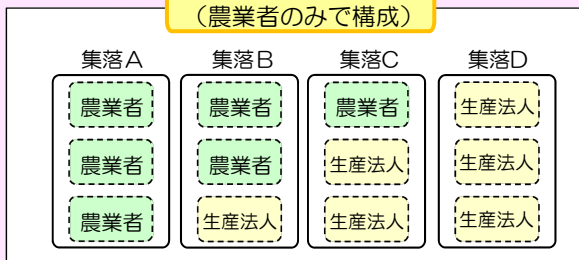 （農業者のみで構成）
集落A 集落B 集落C 集落D
農業者 農業者 農業者 生産法人
農業者 農業者 生産法人 生産法人
農業者 生産法人 生産法人 生産法人